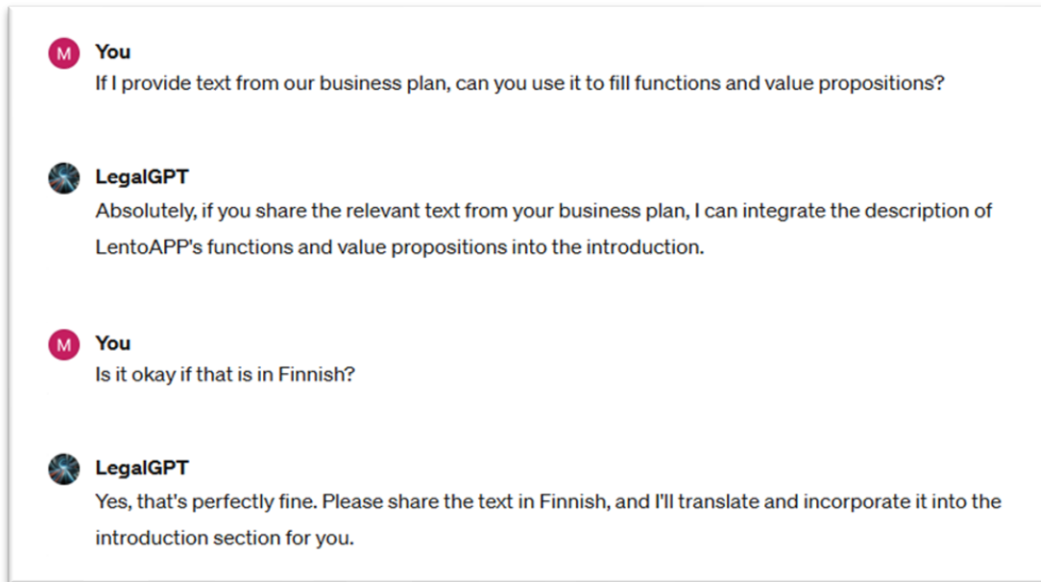 M You
If I provide text from our business plan, can you use it to fill functions and value propositions?
LegalGPT
Absolutely, if you share the relevant text from your business plan, I can integrate the description of
LentoAPP's functions and value propositions into the introduction.
M You
Is it okay if that is in Finnish?
LegalGPT
Yes, that's perfectly fine. Please share the text in Finnish, and I'll translate and incorporate it into the
introduction section for you.